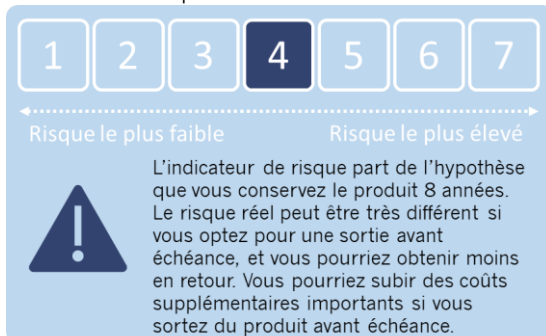 1 2 3 4 5 6 7
Risque le plus faible Risque le plus élevé
L'indicateur de risque part de l'hypothèse
que vous conservez le produit 8 années.
Le risque réel peut être très différent si
vous optez pour une sortie avant
échéance, et vous pourriez obtenir moins
en retour. Vous pourriez subir des coûts
supplémentaires importants si vous
sortez du produit avant échéance.